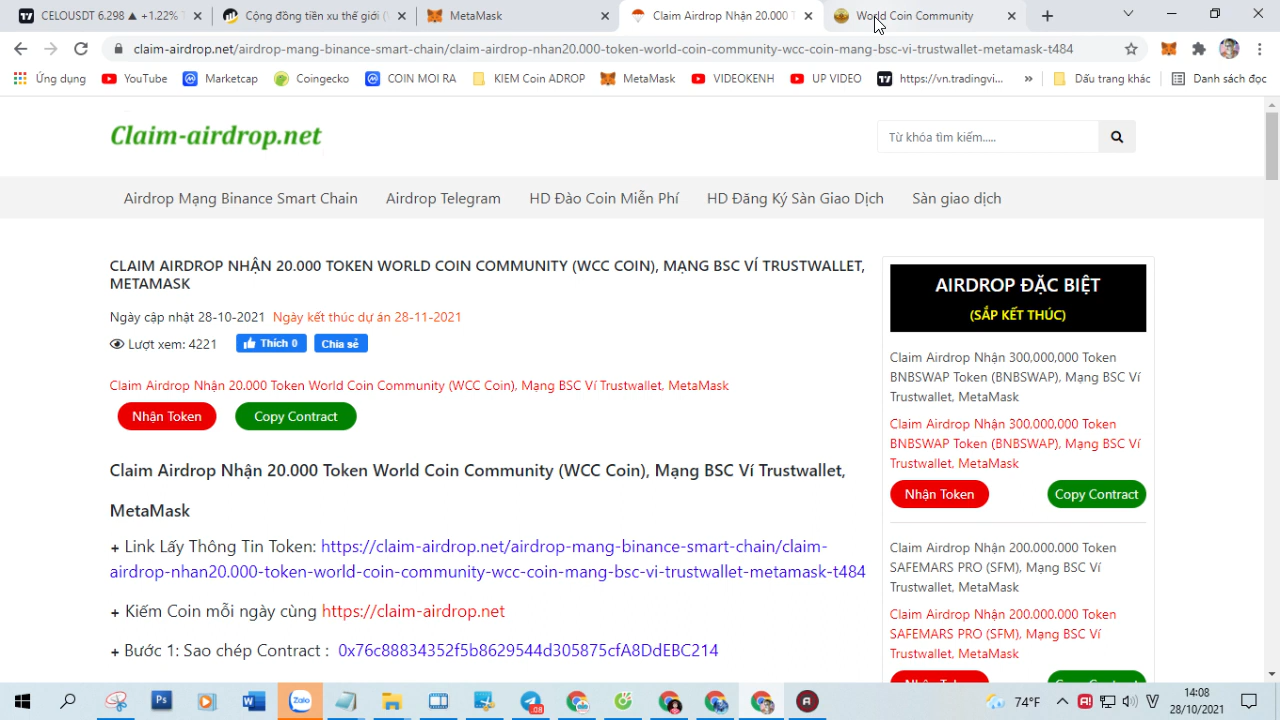 CELOUSDT 6.298 ▲ +1.22%
Cộng đồng tiền xu thế giới (
MetaMask
Claim Airdrop Nhận 20.000
World Coin Community
claim-airdrop.net/airdrop-mang-binance-smart-chain/claim-airdrop-nhan20.000-token-world-coin-community-wcc-coin-mang-bsc-vi-trustwallet-metamask-t484
Ứng dụng
YouTube
Marketcap
Coingecko
COIN MOI RA
KIEM Coin ADROP
MetaMask
VIDEOKENH
UP VIDEO
https://vn.tradingvi...
»
Dấu trang khác
Danh sách đọc
Claim-airdrop.net
Từ khóa tìm kiếm.....
Airdrop Mạng Binance Smart Chain
Airdrop Telegram
HD Đào Coin Miễn Phí
HD Đăng Ký Sàn Giao Dịch
Sàn giao dịch
CLAIM AIRDROP NHẬN 20.000 TOKEN WORLD COIN COMMUNITY (WCC COIN), MẠNG BSC VÍ TRUSTWALLET,
METAMASK
Ngày cập nhật 28-10-2021 Ngày kết thúc dự án 28-11-2021
Lượt xem: 4221
Thích 0
Chia sẻ
Claim Airdrop Nhận 20.000 Token World Coin Community (WCC Coin), Mạng BSC Ví Trustwallet, MetaMask
Nhận Token
Copy Contract
Claim Airdrop Nhận 20.000 Token World Coin Community (WCC Coin), Mạng BSC Ví Trustwallet,
MetaMask
+ Link Lấy Thông Tin Token: https://claim-airdrop.net/airdrop-mang-binance-smart-chain/claim-
airdrop-nhan20.000-token-world-coin-community-wcc-coin-mang-bsc-vi-trustwallet-metamask-t484
+ Kiếm Coin mỗi ngày cùng https://claim-airdrop.net
+ Bước 1: Sao chép Contract : 0x76c88834352f5b8629544d305875cfA8DdEBC214
AIRDROP ĐẶC BIỆT
(SẮP KẾT THÚC)
Claim Airdrop Nhận 300,000,000 Token
BNBSWAP Token (BNBSWAP), Mạng BSC Ví
Trustwallet, MetaMask
Claim Airdrop Nhận 300,000,000 Token
BNBSWAP Token (BNBSWAP), Mạng BSC Ví
Trustwallet, MetaMask
Nhận Token
Copy Contract
Claim Airdrop Nhận 200.000.000 Token
SAFEMARS PRO (SFM), Mạng BSC Ví
Trustwallet, MetaMask
Claim Airdrop Nhận 200.000.000 Token
SAFEMARS PRO (SFM), Mạng BSC Ví
Trustwallet, MetaMask
Nhận Token
Copy Contract
Ps
W
Zalo
08
74°F
14:08
28/10/2021